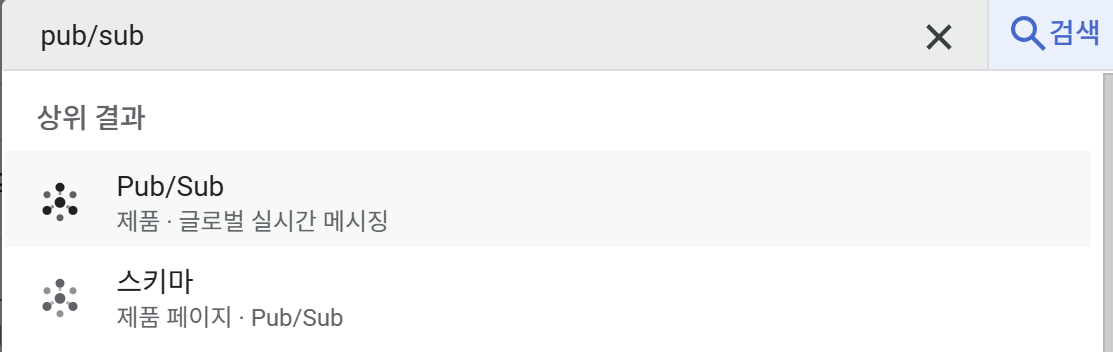 pub/sub
검색
상위 결과
Pub/Sub
제품 · 글로벌 실시간 메시징
스키마
제품 페이지 · Pub/Sub